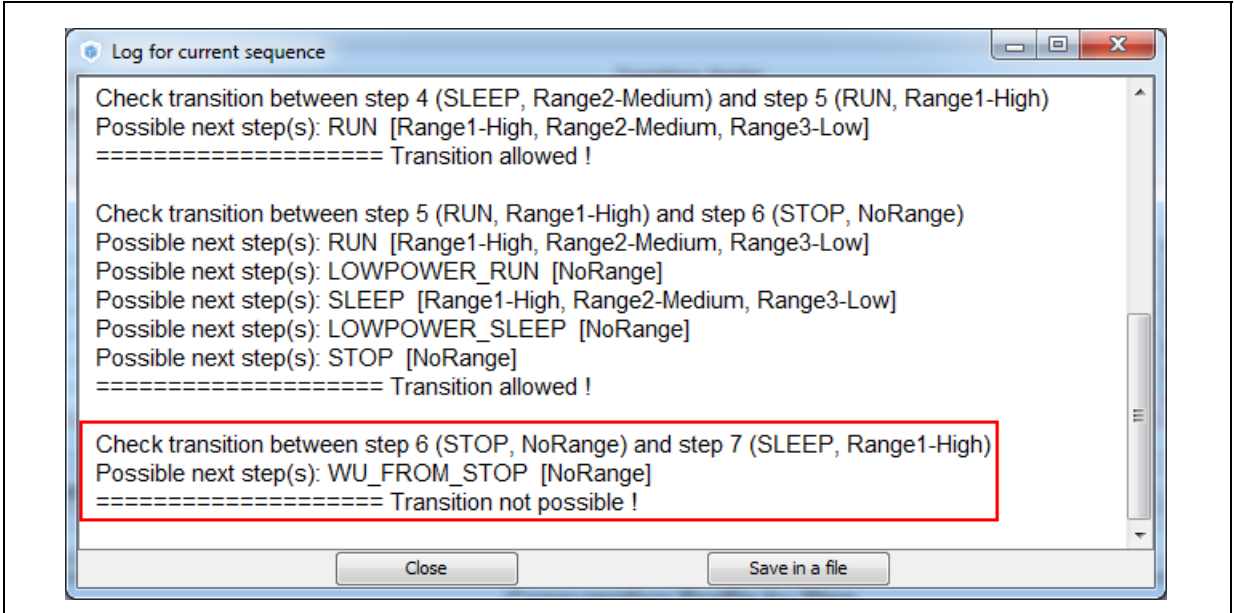 Log for current sequence
Check transition between step 4 (SLEEP, Range2-Medium) and step 5 (RUN, Range1-High)
Possible next step(s): RUN  [Range1-High, Range2-Medium, Range3-Low]
==================== Transition allowed !
Check transition between step 5 (RUN, Range1-High) and step 6 (STOP, NoRange)
Possible next step(s): RUN  [Range1-High, Range2-Medium, Range3-Low]
Possible next step(s): LOWPOWER_RUN  [NoRange]
Possible next step(s): SLEEP  [Range1-High, Range2-Medium, Range3-Low]
Possible next step(s): LOWPOWER_SLEEP  [NoRange]
Possible next step(s): STOP  [NoRange]
==================== Transition allowed !
Check transition between step 6 (STOP, NoRange) and step 7 (SLEEP, Range1-High)
Possible next step(s): WU_FROM_STOP  [NoRange]
==================== Transition not possible !
Close
Save in a file